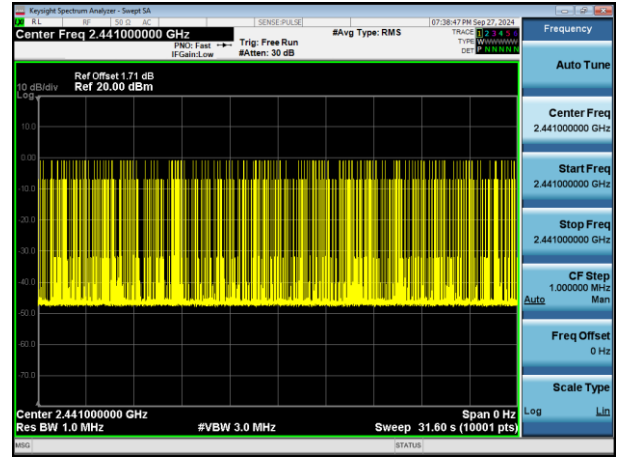 Keysight Spectrum Analyzer - Swept SA
RL RF 50 Ω AC SENSE:PULSE 07:38:47 PM Sep 27, 2024
Center Freq 2.441000000 GHz
PNO: Fast
IFGain:Low
Trig: Free Run
#Atten: 30 dB
#Avg Type: RMS
TRACE 1 2 3 4 5 6
TYPE WWWWWW
DET P N N N N N
Ref Offset 1.71 dB
10 dB/div Ref 20.00 dBm
Log
10.0
0.00
-10.0
-20.0
-30.0
-40.0
-50.0
-60.0
-70.0
Center 2.441000000 GHz Span 0 Hz
Res BW 1.0 MHz #VBW 3.0 MHz Sweep 31.60 s (10001 pts)
MSG STATUS
Frequency
Auto Tune
Center Freq
2.441000000 GHz
Start Freq
2.441000000 GHz
Stop Freq
2.441000000 GHz
CF Step
1.000000 MHz
Auto Man
Freq Offset
0 Hz
Scale Type
Log Lin